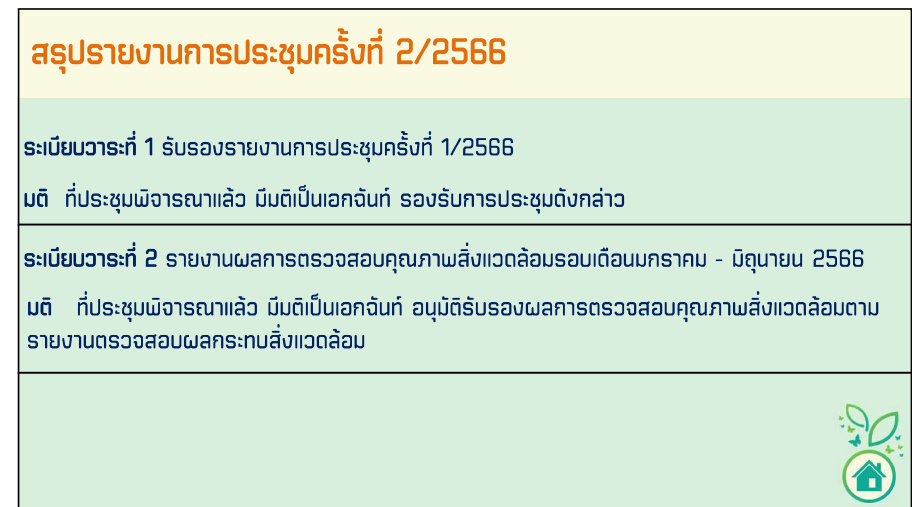 สรุปรายงานการประชุมครั้งที่ 2/2566
ระเบียบวาระที่ 1 รับรองรายงานการประชุมครั้งที่ 1/2566
มติ ที่ประชุมพิจารณาแล้ว มีมติเป็นเอกฉันท์ รองรับการประชุมดังกล่าว
ระเบียบวาระที่ 2 รายงานผลการตรวจสอบคุณภาพสิ่งแวดล้อมรอบเดือนมกราคม - มิถุนายน 2566
มติ ที่ประชุมพิจารณาแล้ว มีมติเป็นเอกฉันท์ อนุมัติรับรองผลการตรวจสอบคุณภาพสิ่งแวดล้อมตาม
รายงานตรวจสอบผลกระทบสิ่งแวดล้อม